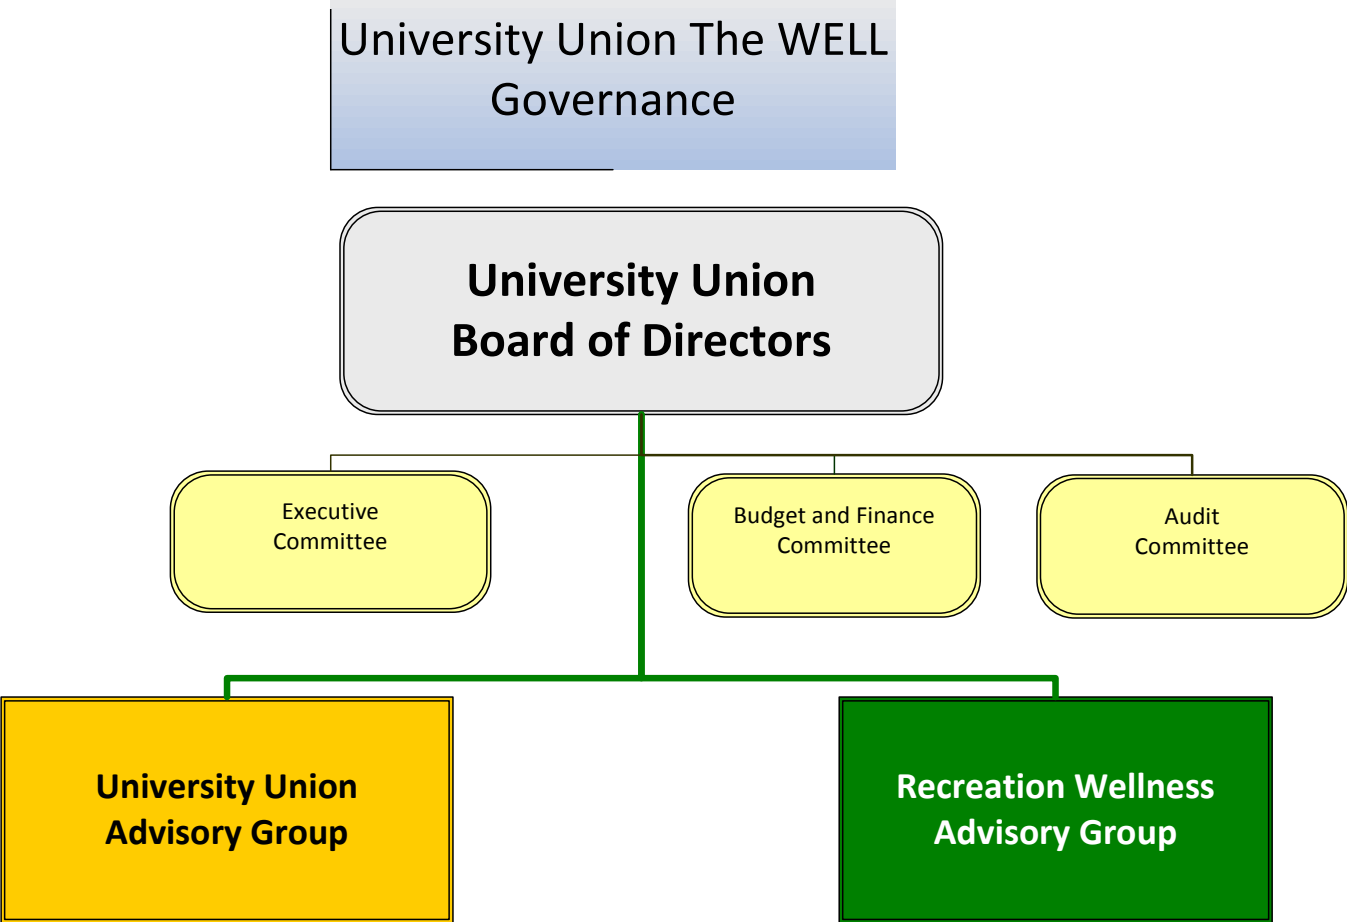 University Union The WELL
Governance
University Union
Board of Directors
Executive
Committee
Budget and Finance
Committee
Audit
Committee
University Union
Advisory Group
Recreation Wellness
Advisory Group